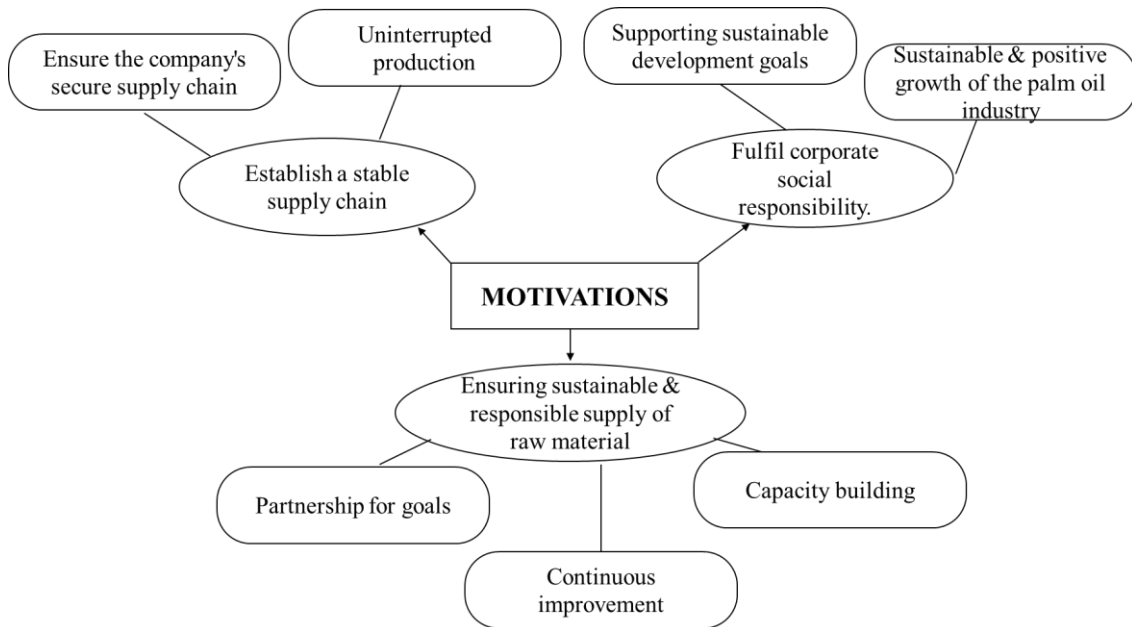 Ensure the company's
secure supply chain
Uninterrupted
production
Supporting sustainable
development goals
Sustainable & positive
growth of the palm oil
industry
Establish a stable
supply chain
Fulfil corporate
social
responsibility.
MOTIVATIONS
Ensuring sustainable &
responsible supply of
raw material
Partnership for goals
Capacity building
Continuous
improvement